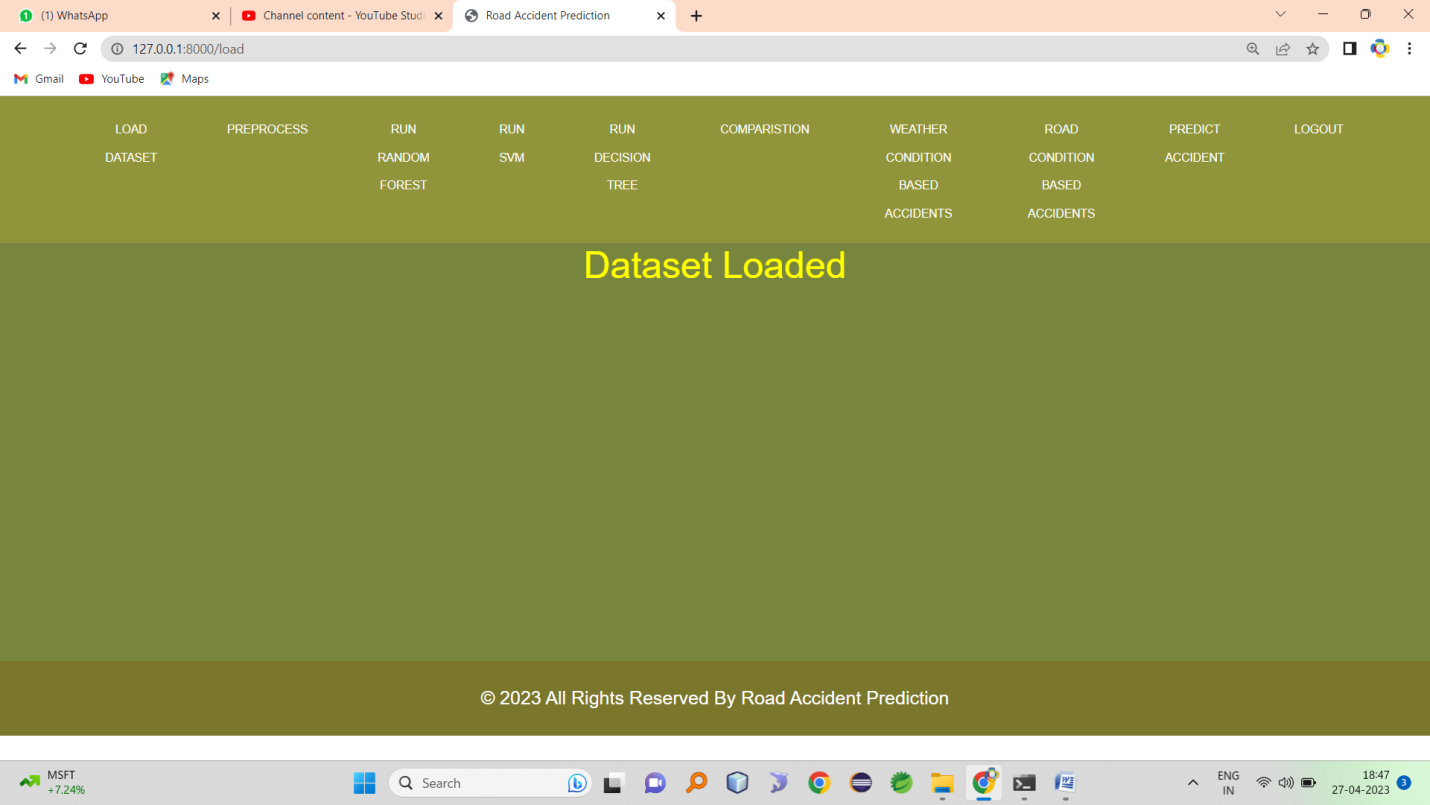 (1) WhatsApp
Channel content - YouTube Studi
Road Accident Prediction
127.0.0.1:8000/load
Gmail
YouTube
Maps
LOAD
DATASET
PREPROCESS
RUN
RANDOM
FOREST
RUN
SVM
RUN
DECISION
TREE
COMPARISTION
WEATHER
CONDITION
BASED
ACCIDENTS
ROAD
CONDITION
BASED
ACCIDENTS
PREDICT
ACCIDENT
LOGOUT
Dataset Loaded
© 2023 All Rights Reserved By Road Accident Prediction
MSFT
+7.24%
Search
ENG
IN
18:47
27-04-2023
3